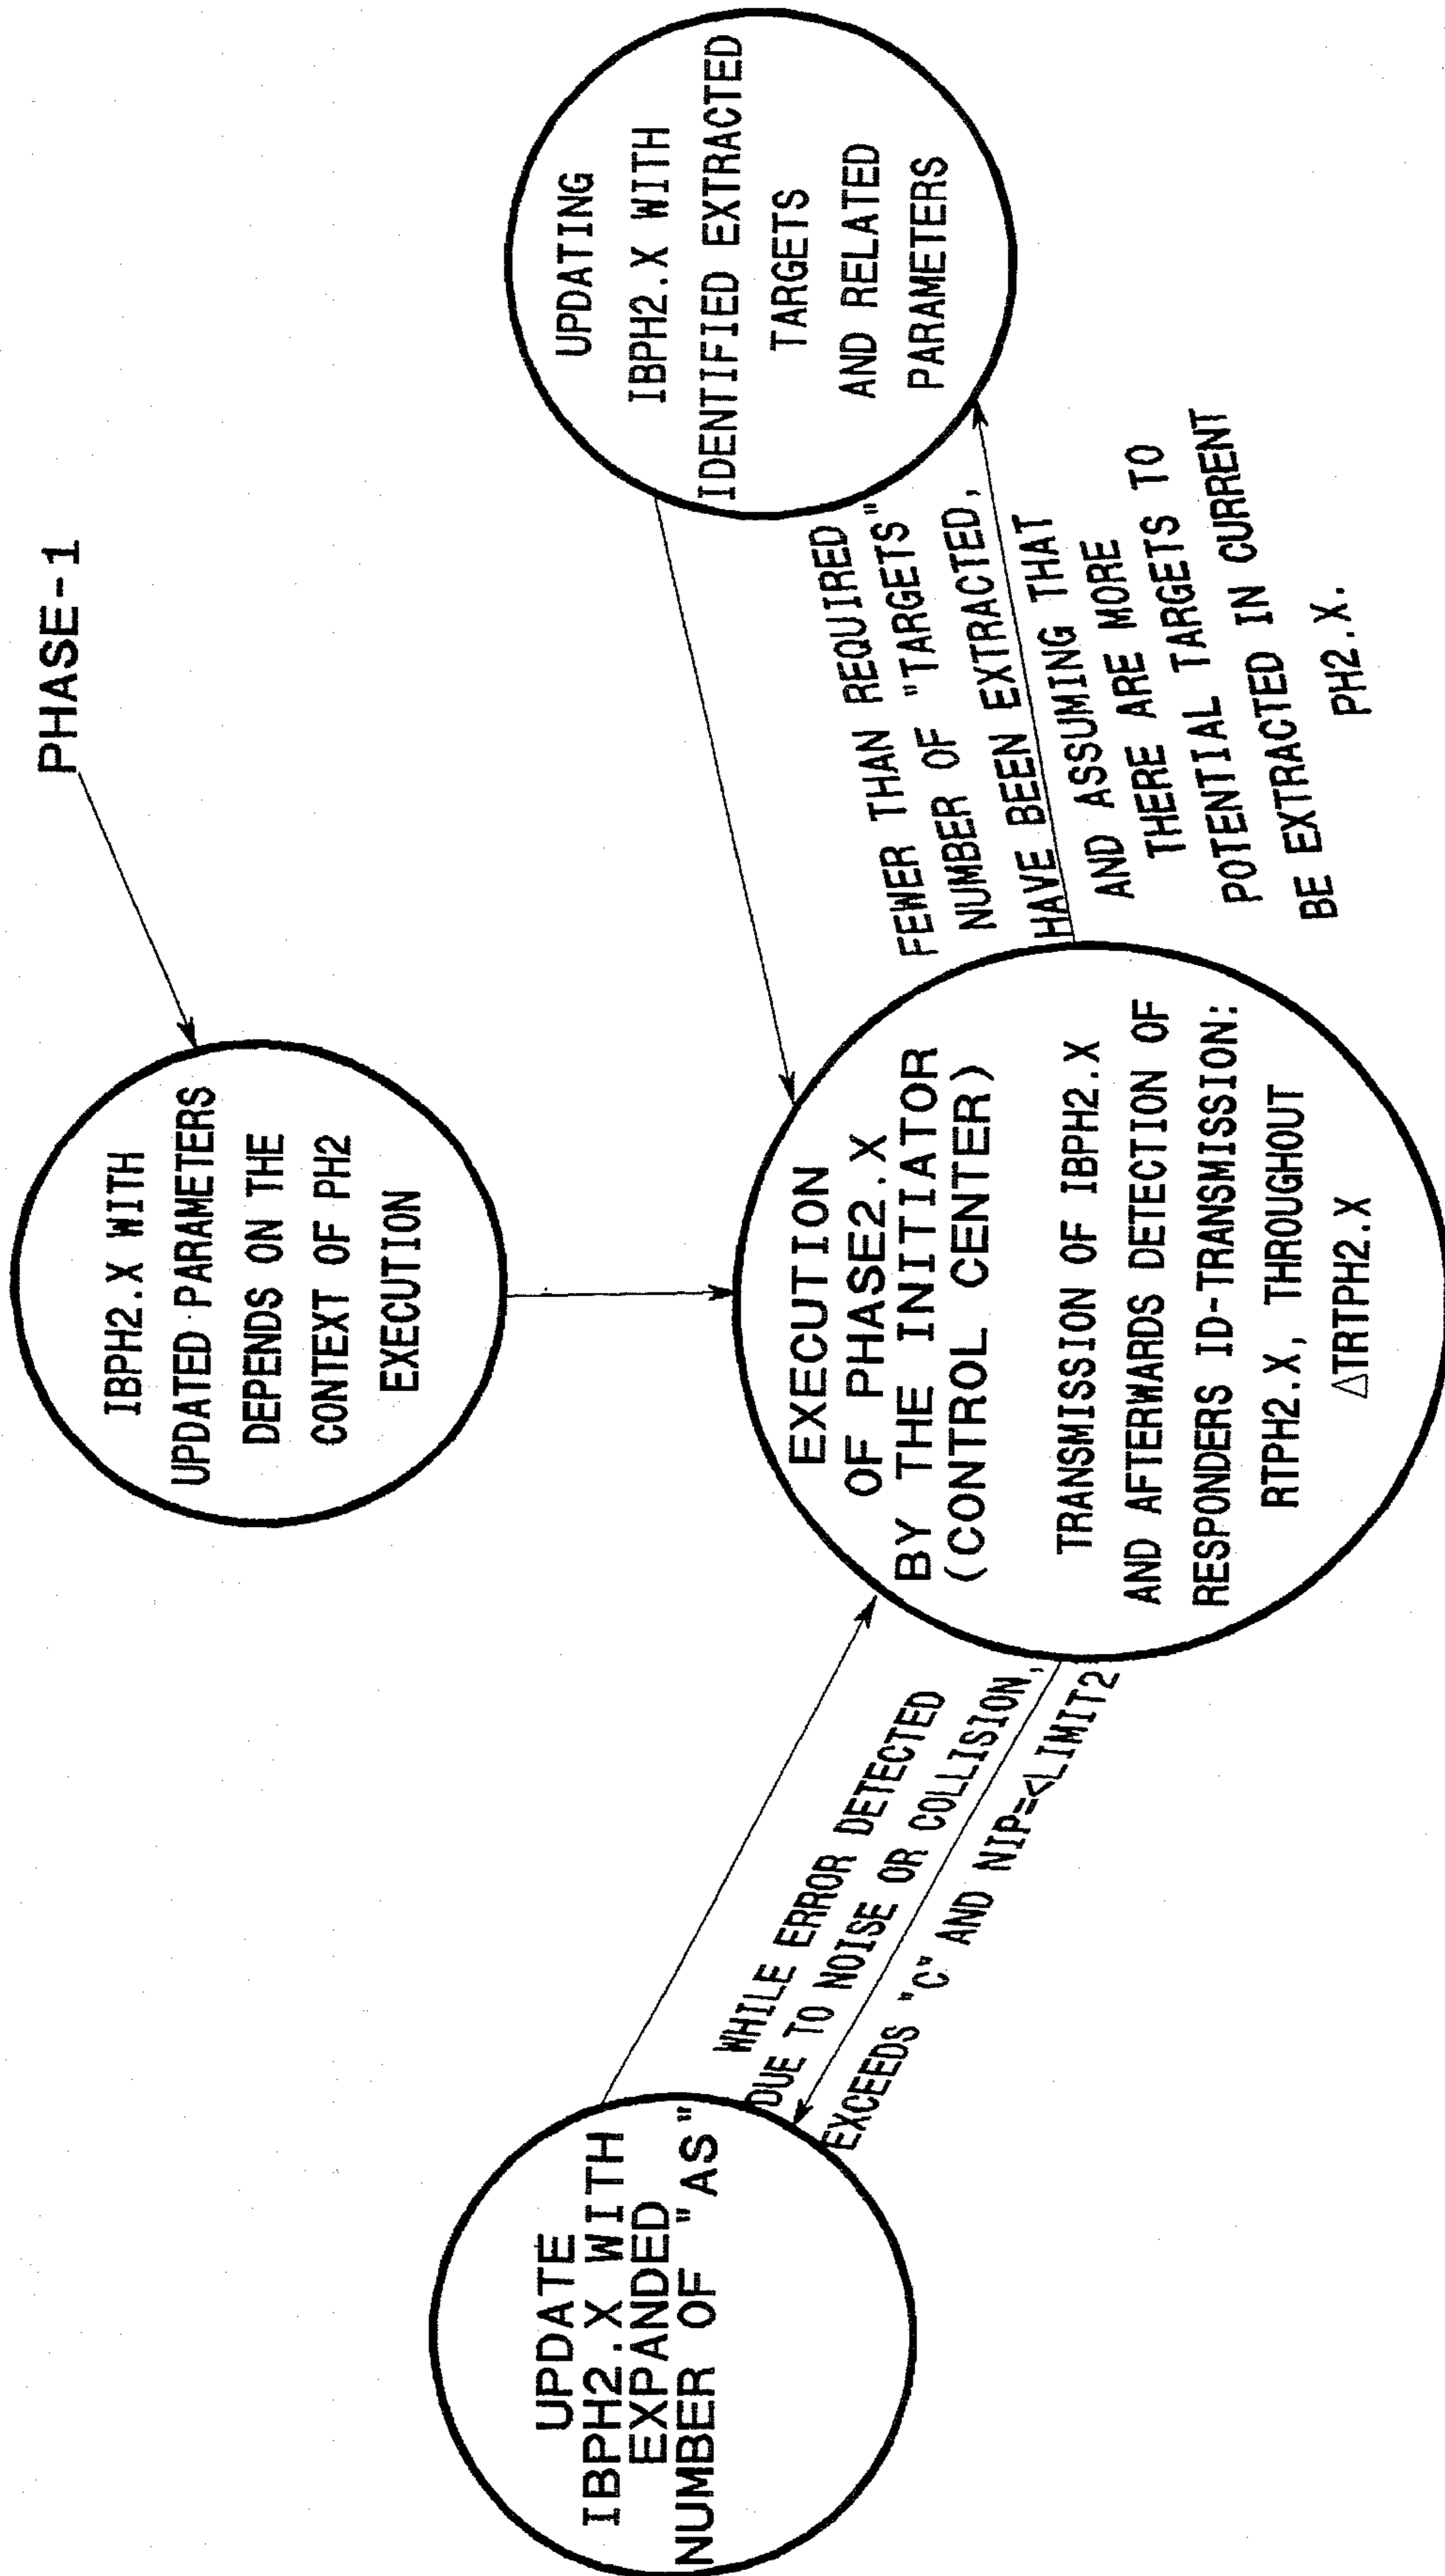 PHASE-1
IBPH2.X WITH
UPDATED PARAMETERS
DEPENDS ON THE
CONTEXT OF PH2
EXECUTION
UPDATE
IBPH2.X WITH
EXPANDED
NUMBER OF "AS"
WHILE ERROR DETECTED
DUE TO NOISE OR COLLISION,
EXCEEDS "C" AND NIP=<LIMIT2
EXECUTION
OF PHASE2.X
BY THE INITIATOR
(CONTROL CENTER)
TRANSMISSION OF IBPH2.X
AND AFTERWARDS DETECTION OF
RESPONDERS ID-TRANSMISSION:
RTPH2.X, THROUGHOUT
△TRTPH2.X
FEWER THAN REQUIRED
NUMBER OF "TARGETS"
NUMBER EXTRACTED,
HAVE BEEN EXTRACTED,
AND ASSUMING THAT
THERE ARE MORE
POTENTIAL TARGETS TO
BE EXTRACTED IN CURRENT
PH2.X.
UPDATING
IBPH2.X WITH
IDENTIFIED EXTRACTED
TARGETS
AND RELATED
PARAMETERS